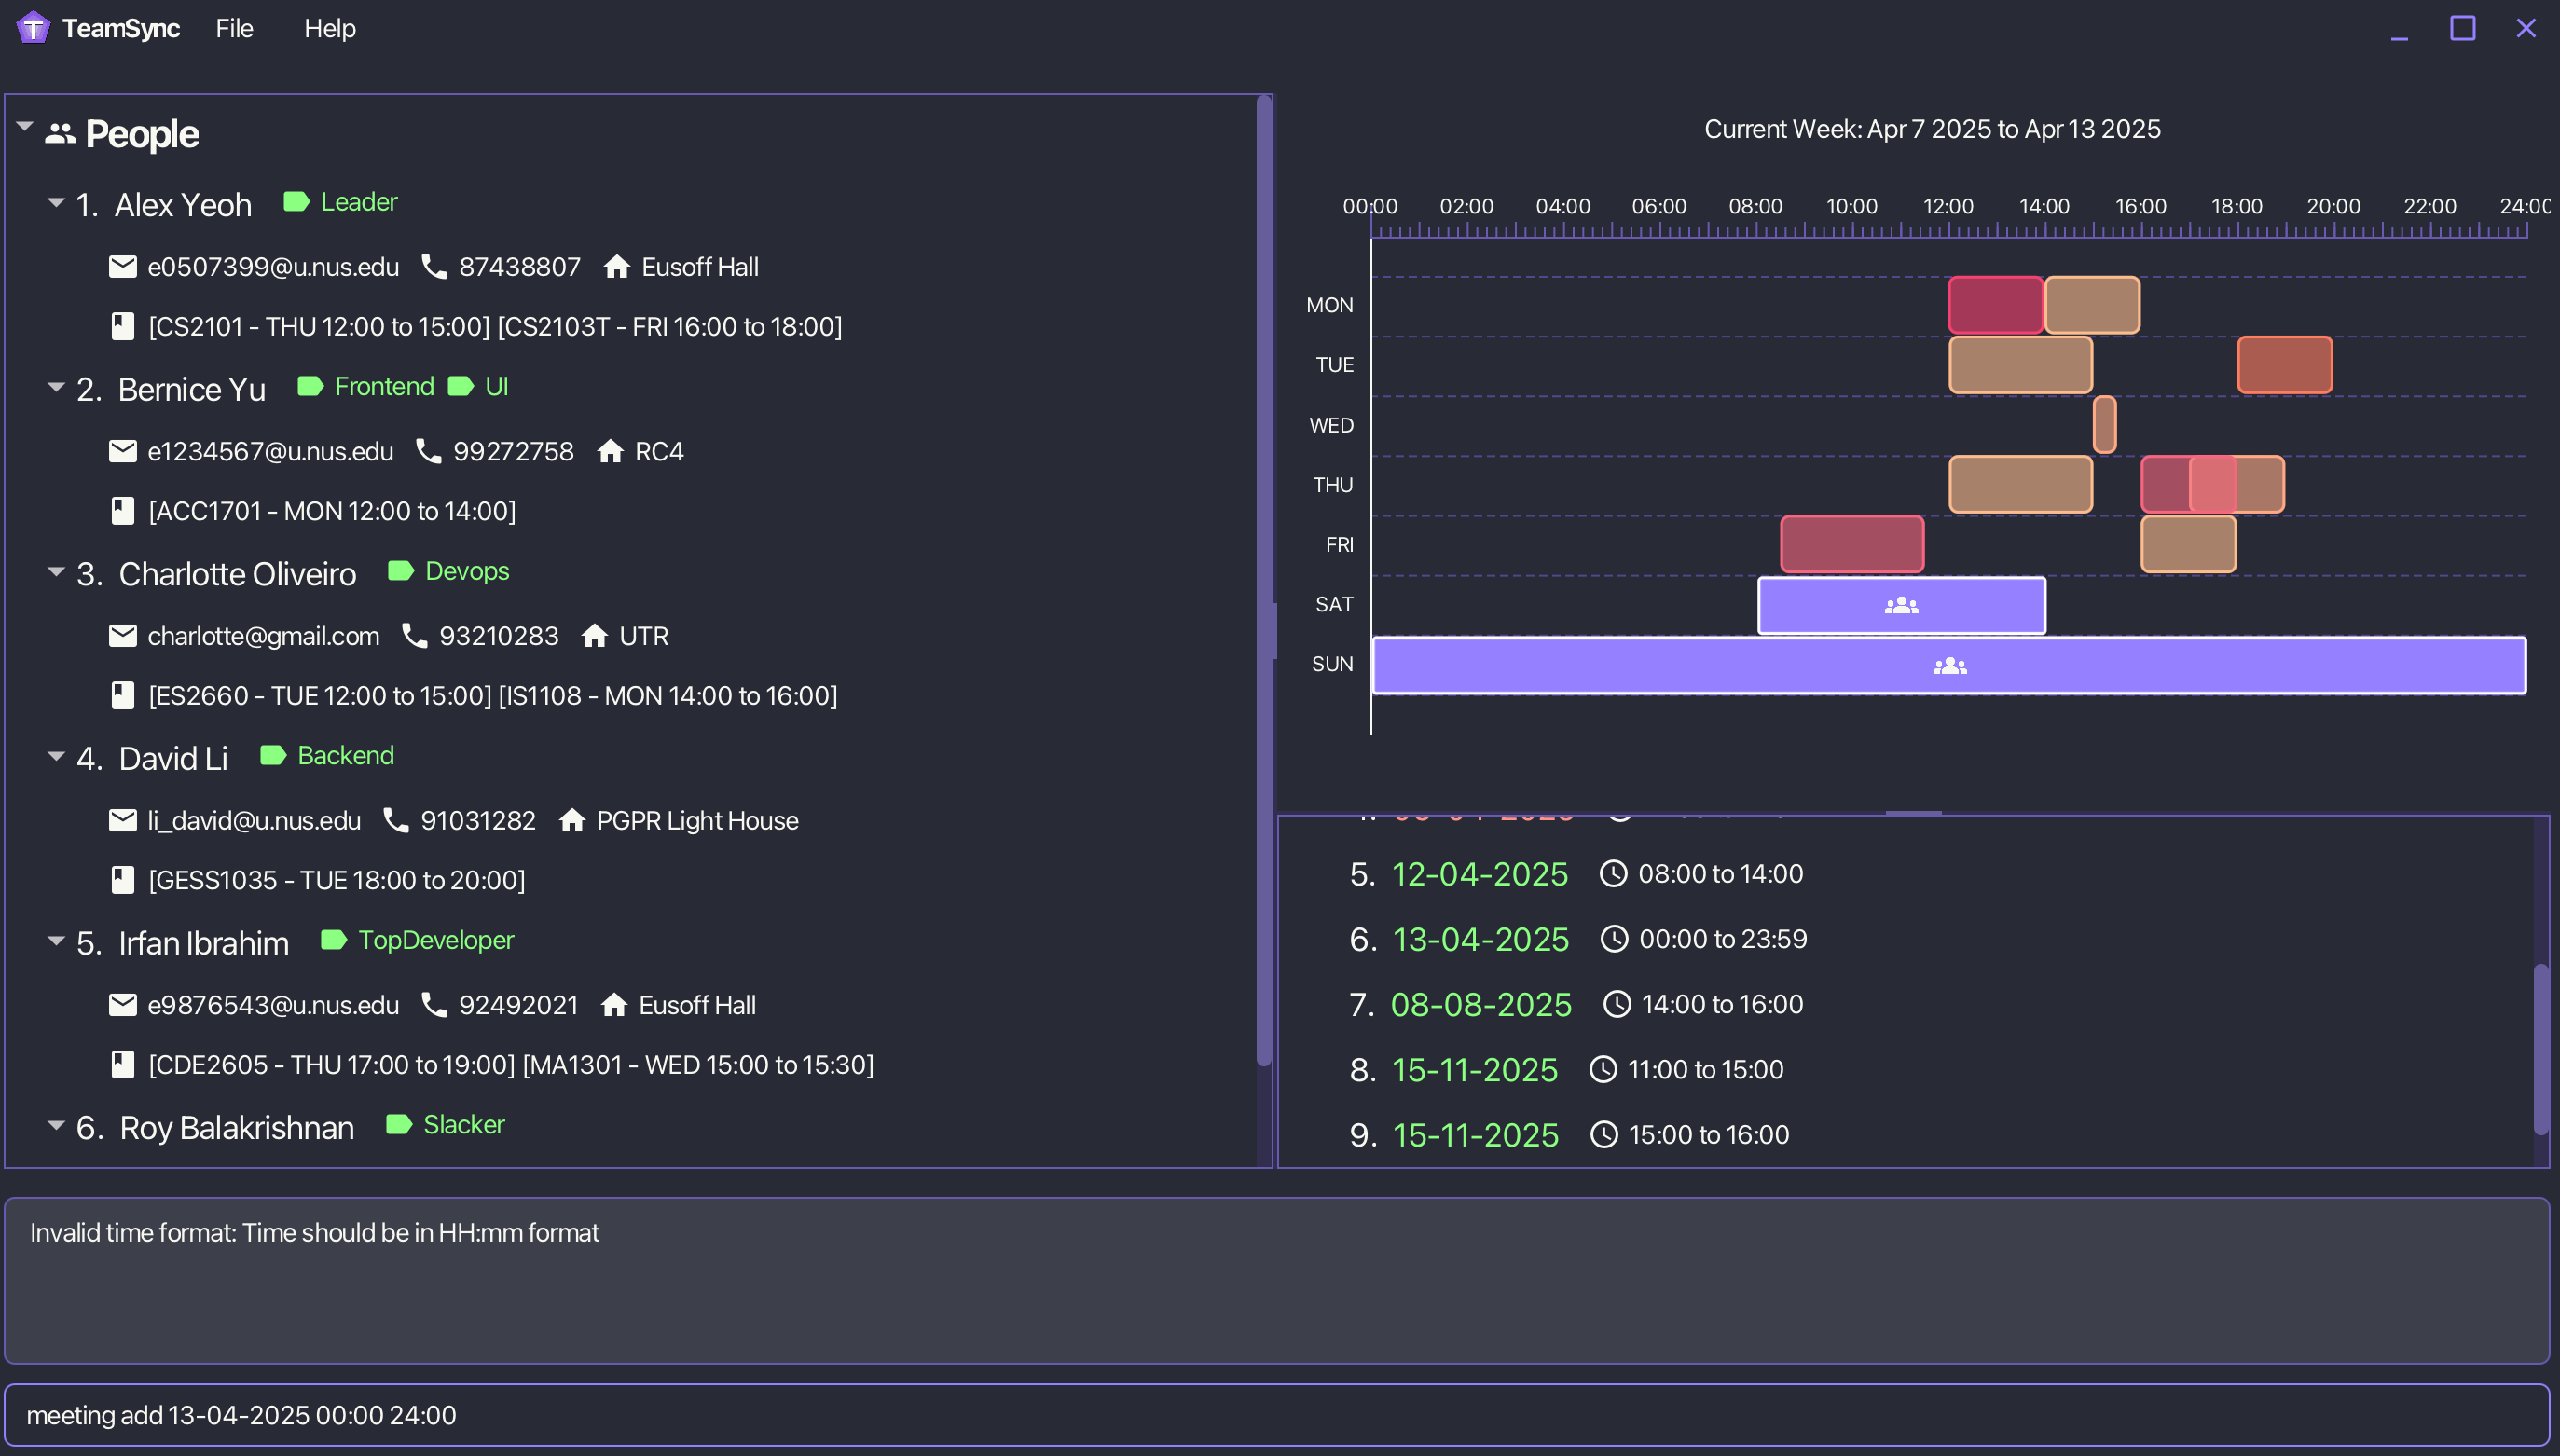 TeamSync File Help
People
1. Alex Yeoh Leader
e0507399@u.nus.edu 87438807 Eusoff Hall
[CS2101 - THU 12:00 to 15:00] [CS2103T - FRI 16:00 to 18:00]
2. Bernice Yu Frontend UI
e1234567@u.nus.edu 99272758 RC4
[ACC1701 - MON 12:00 to 14:00]
3. Charlotte Oliveiro Devops
charlotte@gmail.com 93210283 UTR
[ES2660 - TUE 12:00 to 15:00] [IS1108 - MON 14:00 to 16:00]
4. David Li Backend
li_david@u.nus.edu 91031282 PGPR Light House
[GESS1035 - TUE 18:00 to 20:00]
5. Irfan Ibrahim TopDeveloper
e9876543@u.nus.edu 92492021 Eusoff Hall
[CDE2605 - THU 17:00 to 19:00] [MA1301 - WED 15:00 to 15:30]
6. Roy Balakrishnan Slacker
Current Week: Apr 7 2025 to Apr 13 2025
00:00 02:00 04:00 06:00 08:00 10:00 12:00 14:00 16:00 18:00 20:00 22:00 24:00
MON
TUE
WED
THU
FRI
SAT
SUN
5. 12-04-2025 08:00 to 14:00
6. 13-04-2025 00:00 to 23:59
7. 08-08-2025 14:00 to 16:00
8. 15-11-2025 11:00 to 15:00
9. 15-11-2025 15:00 to 16:00
Invalid time format: Time should be in HH:mm format
meeting add 13-04-2025 00:00 24:00